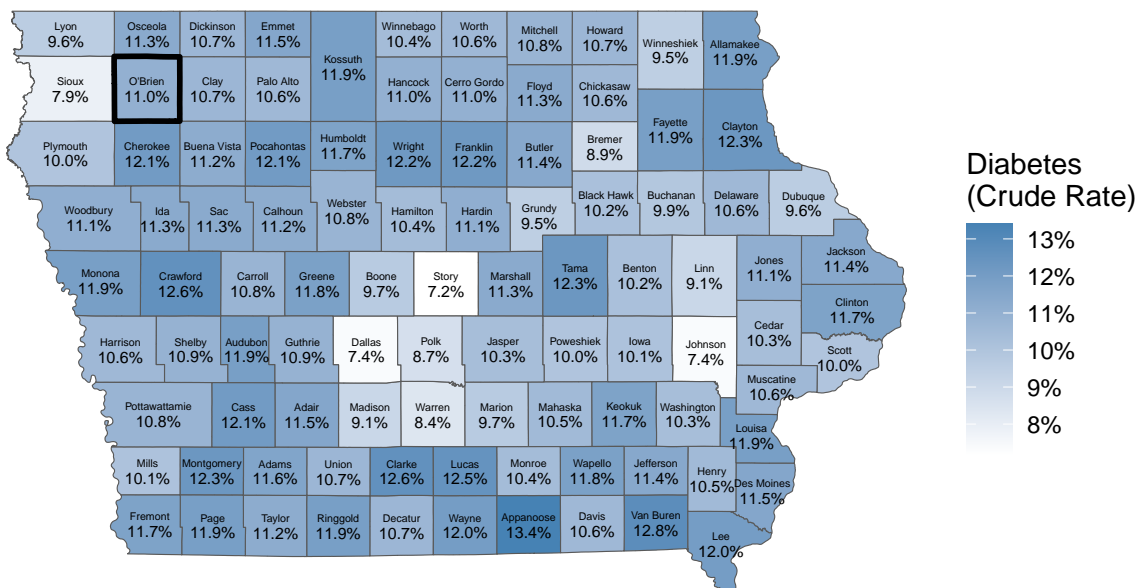 Lyon
9.6%
Osceola
11.3%
Dickinson
10.7%
Emmet
11.5%
Kossuth
11.9%
Winnebago
10.4%
Worth
10.6%
Mitchell
10.8%
Howard
10.7%
Winneshiek
9.5%
Allamakee
11.9%
Sioux
7.9%
O'Brien
11.0%
Clay
10.7%
Palo Alto
10.6%
Hancock
11.0%
Cerro Gordo
11.0%
Floyd
11.3%
Chickasaw
10.6%
Fayette
11.9%
Clayton
12.3%
Plymouth
10.0%
Cherokee
12.1%
Buena Vista
11.2%
Pocahontas
12.1%
Humboldt
11.7%
Wright
12.2%
Franklin
12.2%
Butler
11.4%
Bremer
8.9%
Woodbury
11.1%
Ida
11.3%
Sac
11.3%
Calhoun
11.2%
Webster
10.8%
Hamilton
10.4%
Hardin
11.1%
Grundy
9.5%
Black Hawk
10.2%
Buchanan
9.9%
Delaware
10.6%
Dubuque
9.6%
Monona
11.9%
Crawford
12.6%
Carroll
10.8%
Greene
11.8%
Boone
9.7%
Story
7.2%
Marshall
11.3%
Tama
12.3%
Benton
10.2%
Linn
9.1%
Jones
11.1%
Jackson
11.4%
Clinton
11.7%
Harrison
10.6%
Shelby
10.9%
Audubon
11.9%
Guthrie
10.9%
Dallas
7.4%
Polk
8.7%
Jasper
10.3%
Poweshiek
10.0%
Iowa
10.1%
Johnson
7.4%
Cedar
10.3%
Scott
10.0%
Muscatine
10.6%
Pottawattamie
10.8%
Cass
12.1%
Adair
11.5%
Madison
9.1%
Warren
8.4%
Marion
9.7%
Mahaska
10.5%
Keokuk
11.7%
Washington
10.3%
Louisa
11.9%
Mills
10.1%
Montgomery
12.3%
Adams
11.6%
Union
10.7%
Clarke
12.6%
Lucas
12.5%
Monroe
10.4%
Wapello
11.8%
Jefferson
11.4%
Henry
10.5%
Des Moines
11.5%
Fremont
11.7%
Page
11.9%
Taylor
11.2%
Ringgold
11.9%
Decatur
10.7%
Wayne
12.0%
Appanoose
13.4%
Davis
10.6%
Van Buren
12.8%
Lee
12.0%
Diabetes
(Crude Rate)
13%
12%
11%
10%
9%
8%